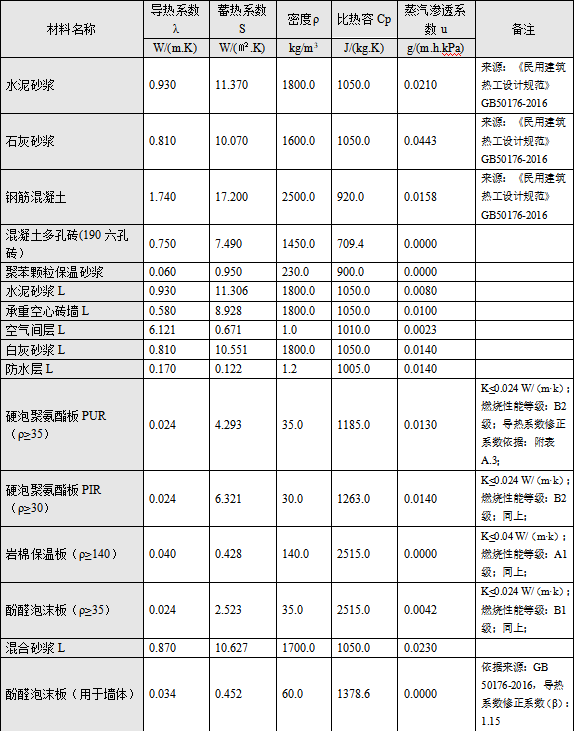 材料名称
导热系数
λ
蓄热系数
S
密度ρ
比热容 Cp
蒸汽渗透系
数 u
备注
W/(m.K)
W/(㎡.K)
kg/m³
J/(kg.K)
g/(m.h.kPa)
水泥砂浆
0.930
11.370
1800.0
1050.0
0.0210
来源：《民用建筑
热工设计规范》
GB50176-2016
石灰砂浆
0.810
10.070
1600.0
1050.0
0.0443
来源：《民用建筑
热工设计规范》
GB50176-2016
钢筋混凝土
1.740
17.200
2500.0
920.0
0.0158
来源：《民用建筑
热工设计规范》
GB50176-2016
混凝土多孔砖(190 六孔
砖）
0.750
7.490
1450.0
709.4
0.0000
聚苯颗粒保温砂浆
0.060
0.950
230.0
900.0
0.0000
水泥砂浆 L
0.930
11.306
1800.0
1050.0
0.0080
承重空心砖墙 L
0.580
8.928
1800.0
1050.0
0.0100
空气间层 L
6.121
0.671
1.0
1010.0
0.0023
白灰砂浆 L
0.810
10.551
1800.0
1050.0
0.0140
防水层 L
0.170
0.122
1.2
1005.0
0.0140
硬泡聚氨酯板 PUR
（ρ≥35）
0.024
4.293
35.0
1185.0
0.0130
K≤0.024 W/（m·k）；
燃烧性能等级：B2
级；导热系数修正
系数依据：附表
A.3；
硬泡聚氨酯板 PIR
（ρ≥30）
0.024
6.321
30.0
1263.0
0.0140
K≤0.024 W/（m·k）；
燃烧性能等级：B2
级；同上；
岩棉保温板（ρ≥140）
0.040
0.428
140.0
2515.0
0.0000
K≤0.04 W/（m·k）；
燃烧性能等级：A1
级；同上；
酚醛泡沫板（ρ≥35）
0.024
2.523
35.0
2515.0
0.0042
K≤0.024 W/（m·k）；
燃烧性能等级：B1
级；同上；
混合砂浆 L
0.870
10.627
1700.0
1050.0
0.0230
酚醛泡沫板（用于墙体）
0.034
0.452
60.0
1378.6
0.0000
依据来源：GB
50176-2016，导热
系数修正系数(β)：
1.15